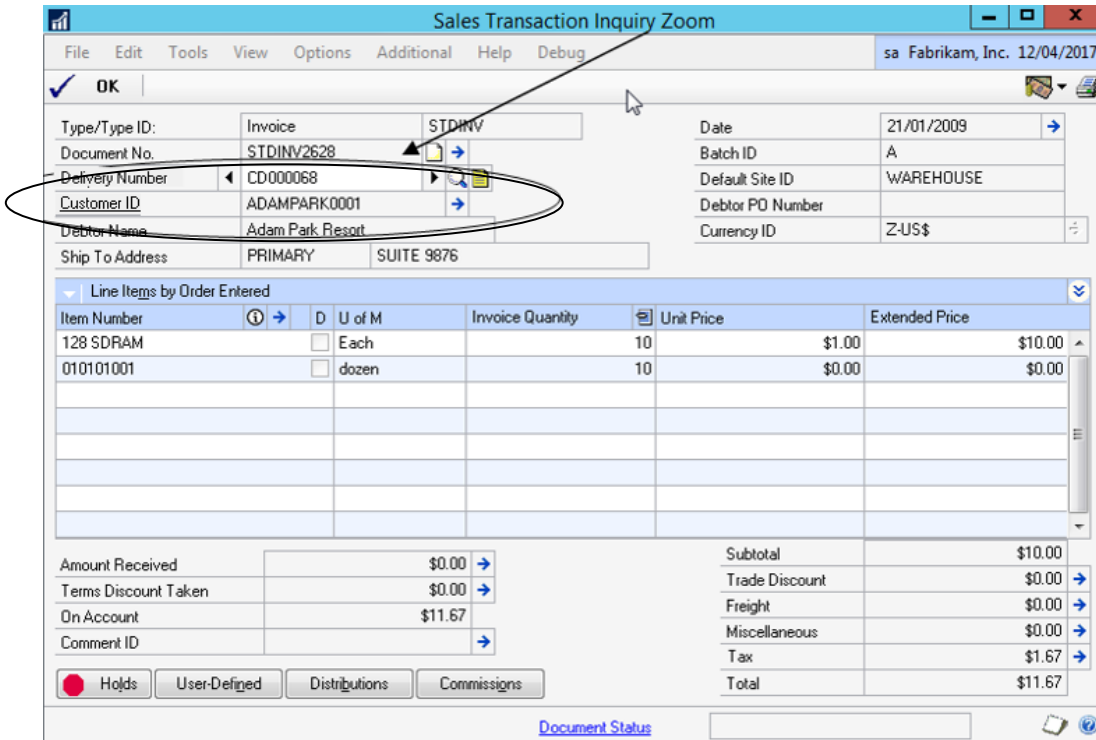 Sales Transaction Inquiry Zoom
File Edit Tools View Options Additional Help Debug sa Fabrikam, Inc. 12/04/2017
OK
Type/Type ID: Invoice STDINV Date 21/01/2009
Document No. STDINV2628 Batch ID A
Delivery Number CD000068 Default Site ID WAREHOUSE
Customer ID ADAMPARK0001 Debtor PO Number
Debtor Name Adam Park Resort Currency ID Z-US$
Ship To Address PRIMARY SUITE 9876
Line Items by Order Entered
Item Number D U of M Invoice Quantity Unit Price Extended Price
128 SDRAM Each 10 $1.00 $10.00
010101001 dozen 10 $0.00 $0.00
Amount Received $0.00 Subtotal $10.00
Terms Discount Taken $0.00 Trade Discount $0.00
On Account $11.67 Freight $0.00
Comment ID Miscellaneous $0.00
Tax $1.67
Holds User-Defined Distributions Commissions Total $11.67
Document Status